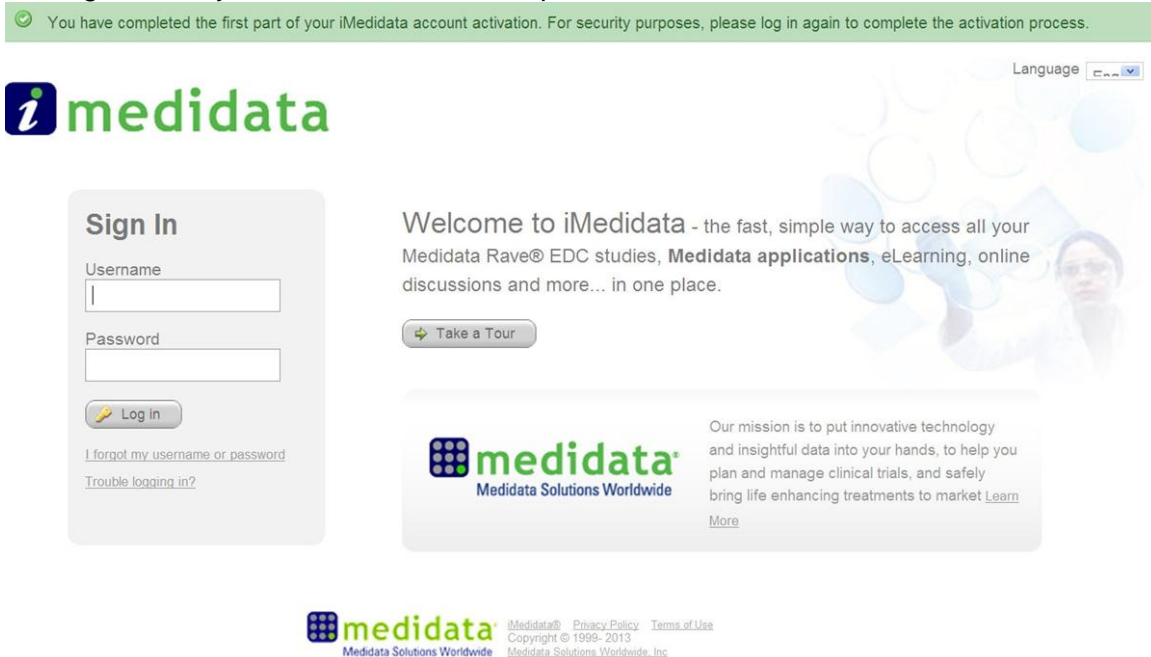 You have completed the first part of your iMedidata account activation. For security purposes, please log in again to complete the activation process.
Language
i medidata
Sign In
Username
Password
Log in
I forgot my username or password
Trouble logging in?
Welcome to iMedidata - the fast, simple way to access all your
Medidata Rave® EDC studies, Medidata applications, eLearning, online
discussions and more... in one place.
Take a Tour
medidata
Medidata Solutions Worldwide
Our mission is to put innovative technology
and insightful data into your hands, to help you
plan and manage clinical trials, and safely
bring life enhancing treatments to market Learn
More
medidata
Medidata Solutions Worldwide
iMedidata® Privacy Policy Terms of Use
Copyright © 1999- 2013
Medidata Solutions Worldwide, Inc